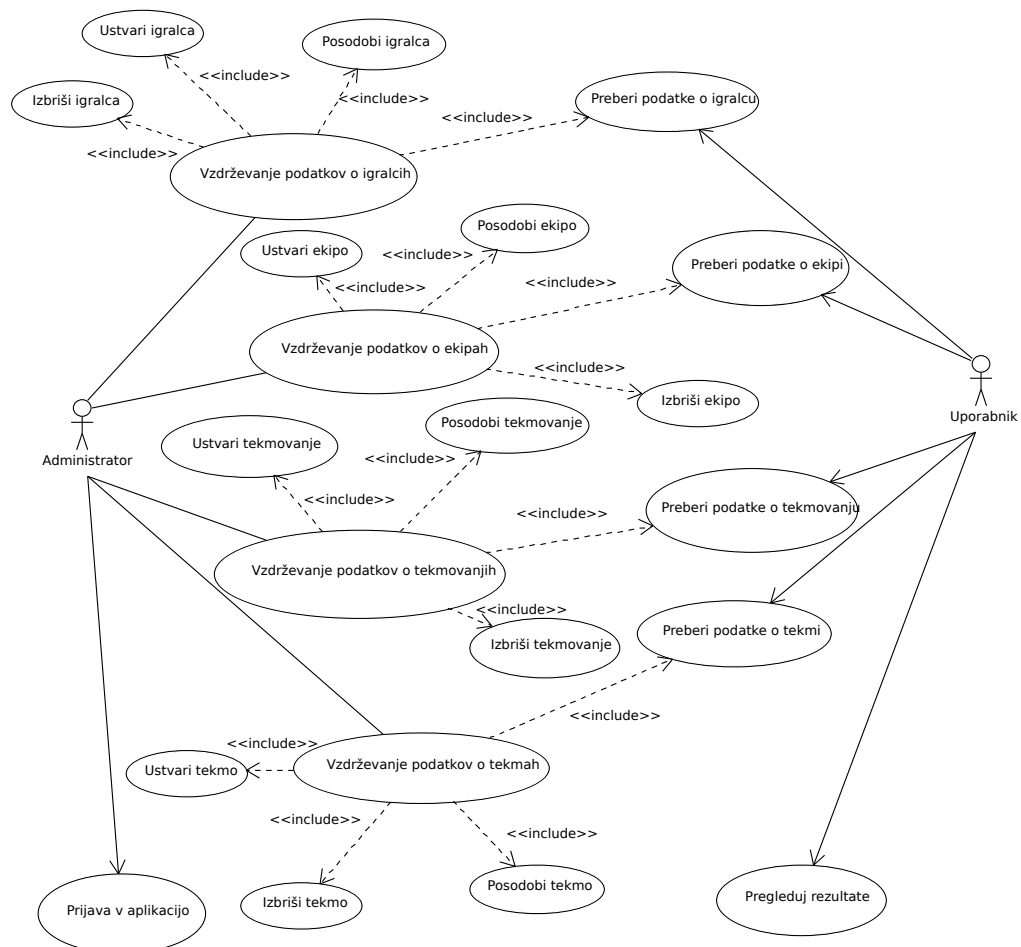 Ustvari igralca
Posodobi igralca
<<include>>
Izbriši igralca
<<include>>
Preberi podatke o igralcu
<<include>>
<<include>>
Vzdrževanje podatkov o igralcih
Posodobi ekipo
Ustvari ekipo
<<include>>
Preberi podatke o ekipi
<<include>>
<<include>>
Vzdrževanje podatkov o ekipah
<<include>>
Izbriši ekipo
Uporabnik
Posodobi tekmovanje
Ustvari tekmovanje
Administrator
<<include>>
<<include>>
Preberi podatke o tekmovanju
<<include>>
Vzdrževanje podatkov o tekmovanjih
<<include>>
Preberi podatke o tekmi
Izbriši tekmovanje
<<include>>
<<include>>
Vzdrževanje podatkov o tekmah
Ustvari tekmo
<<include>>
<<include>>
Posodobi tekmo
Pregleduj rezultate
Izbriši tekmo
Prijava v aplikacijo